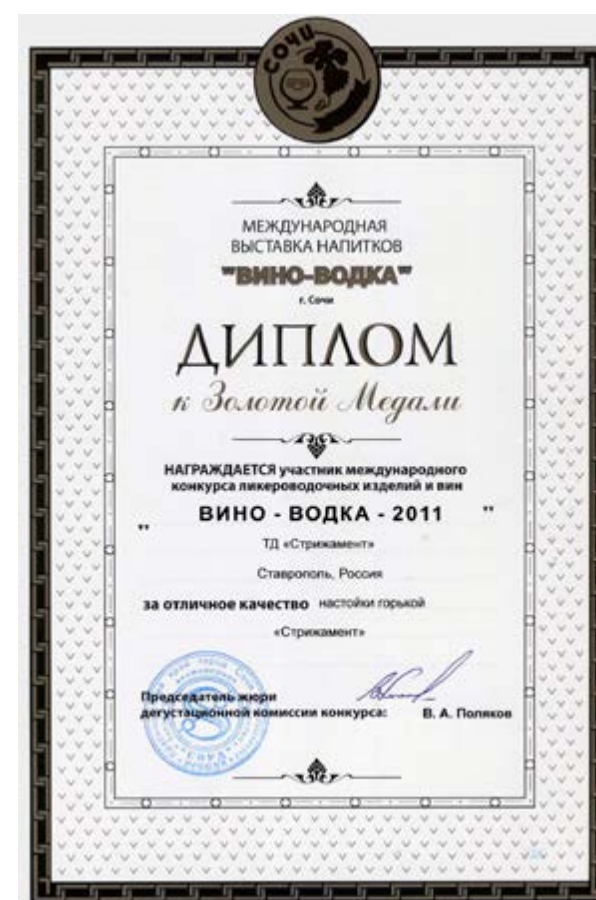 СОЧИ
МЕЖДУНАРОДНАЯ
ВЫСТАВКА НАПИТКОВ
"ВИНО-ВОДКА"
г. Сочи
ДИПЛОМ
к Золотой Медали
НАГРАЖДАЕТСЯ участник международного
конкурса ликероводочных изделий и вин
" ВИНО - ВОДКА - 2011 "
ТД «Стрижамент»
Ставрополь, Россия
за отличное качество настойки горькой
«Стрижамент»
Председатель жюри
дегустационной комиссии конкурса: В. А. Поляков